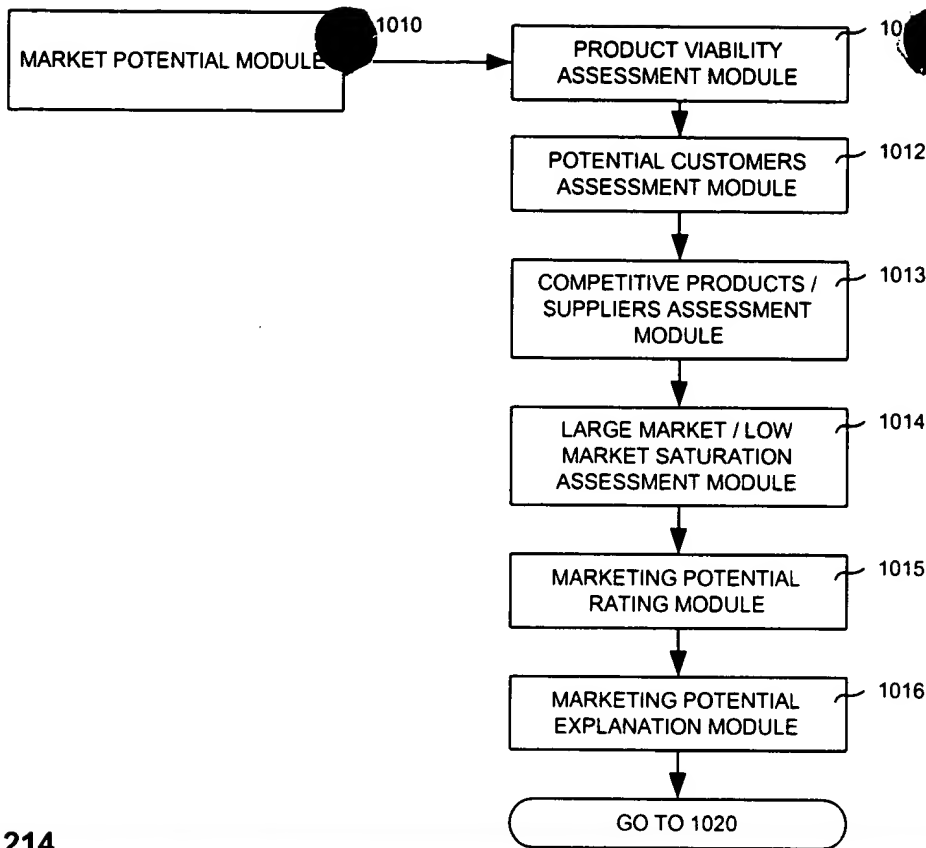 MARKET POTENTIAL MODULE
1010
PRODUCT VIABILITY
ASSESSMENT MODULE
POTENTIAL CUSTOMERS
ASSESSMENT MODULE
1012
COMPETITIVE PRODUCTS /
SUPPLIERS ASSESSMENT
MODULE
1013
LARGE MARKET / LOW
MARKET SATURATION
ASSESSMENT MODULE
1014
MARKETING POTENTIAL
RATING MODULE
1015
MARKETING POTENTIAL
EXPLANATION MODULE
1016
GO TO 1020
214